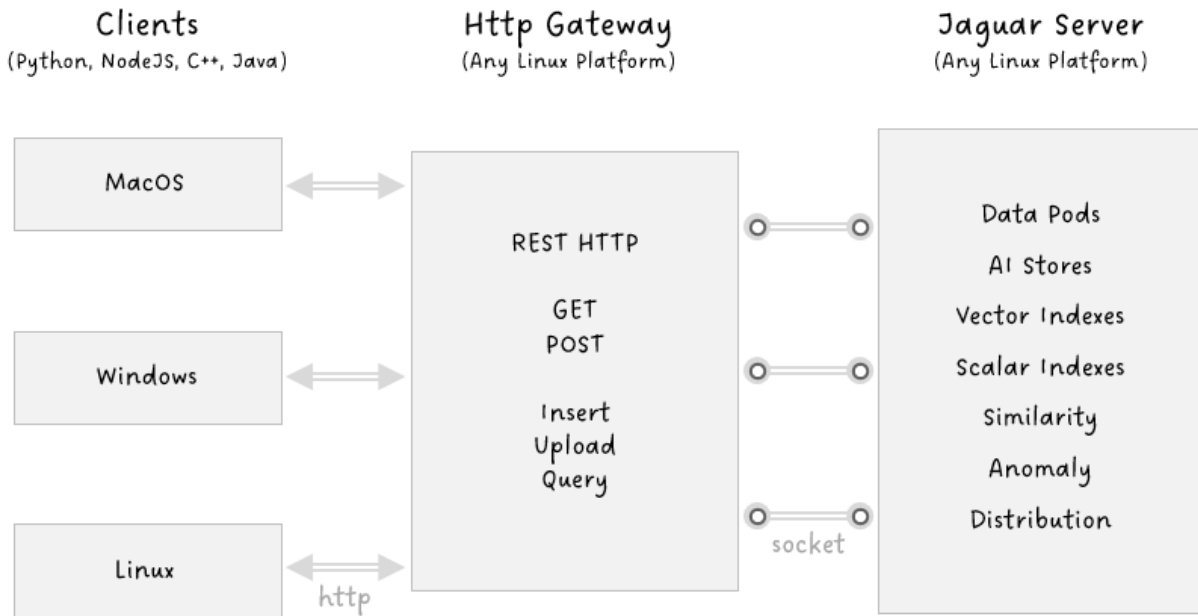 Clients
(Python, NodeJS, C++, Java)
MacOS
Windows
Linux
http
Http Gateway
(Any Linux Platform)
REST HTTP
GET
POST
Insert
Upload
Query
socket
Jaguar Server
(Any Linux Platform)
Data Pods
AI Stores
Vector Indexes
Scalar Indexes
Similarity
Anomaly
Distribution